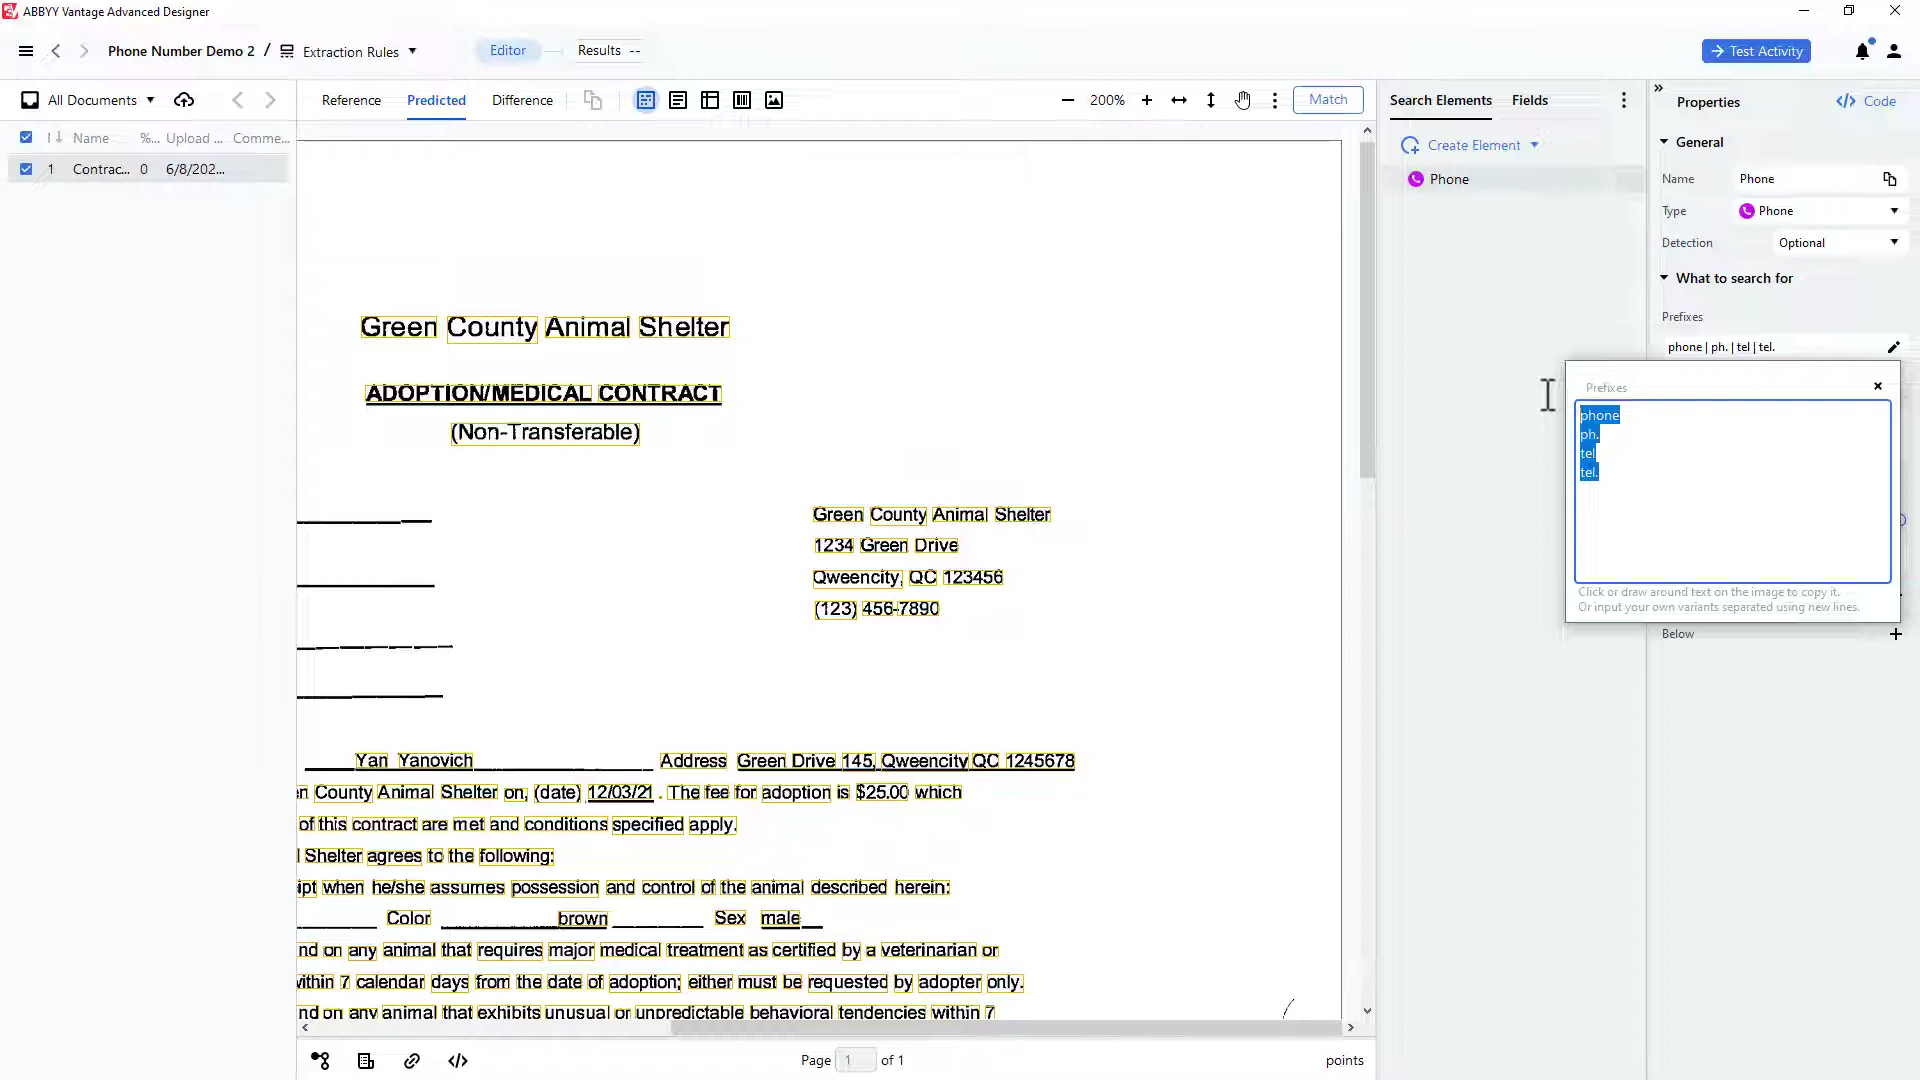 ABBYY Vantage Advanced Designer
Phone Number Demo 2 / Extraction Rules
Editor
Results --
Test Activity
All Documents
Reference
Predicted
Difference
200%
Match
Search Elements
Fields
Properties
Code
Name
%...
Upload
Comme...
1
Contrac...
0
6/8/202...
Create Element
Phone
General
Name
Phone
Type
Phone
Detection
Optional
What to search for
Prefixes
phone | ph. | tel | tel.
Prefixes
phone
ph.
tel
tel.
Click or draw around text on the image to copy it.
Or input your own variants separated using new lines.
Below
Green County Animal Shelter
ADOPTION/MEDICAL CONTRACT
(Non-Transferable)
Green County Animal Shelter
1234 Green Drive
Qweencity, QC 123456
(123) 456-7890
Yan Yanovich Address Green Drive 145, Qweencity QC 1245678
n County Animal Shelter on, (date) 12/03/21 . The fee for adoption is $25.00 which
of this contract are met and conditions specified apply.
l Shelter agrees to the following:
ipt when he/she assumes possession and control of the animal described herein:
Color brown Sex male
nd on any animal that requires major medical treatment as certified by a veterinarian or
within 7 calendar days from the date of adoption; either must be requested by adopter only.
nd on any animal that exhibits unusual or unpredictable behavioral tendencies within 7
Page 1 of 1
points